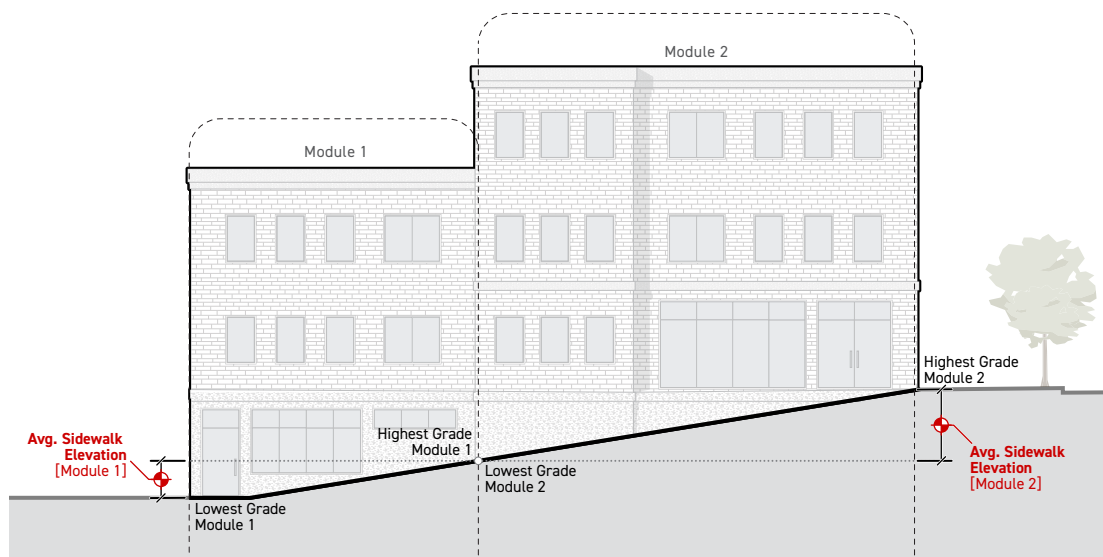 Module 2
Module 1
Highest Grade
Module 2
Highest Grade
Module 1
Avg. Sidewalk
Elevation
[Module 1]
Avg. Sidewalk
Elevation
[Module 2]
Lowest Grade
Module 2
Lowest Grade
Module 1